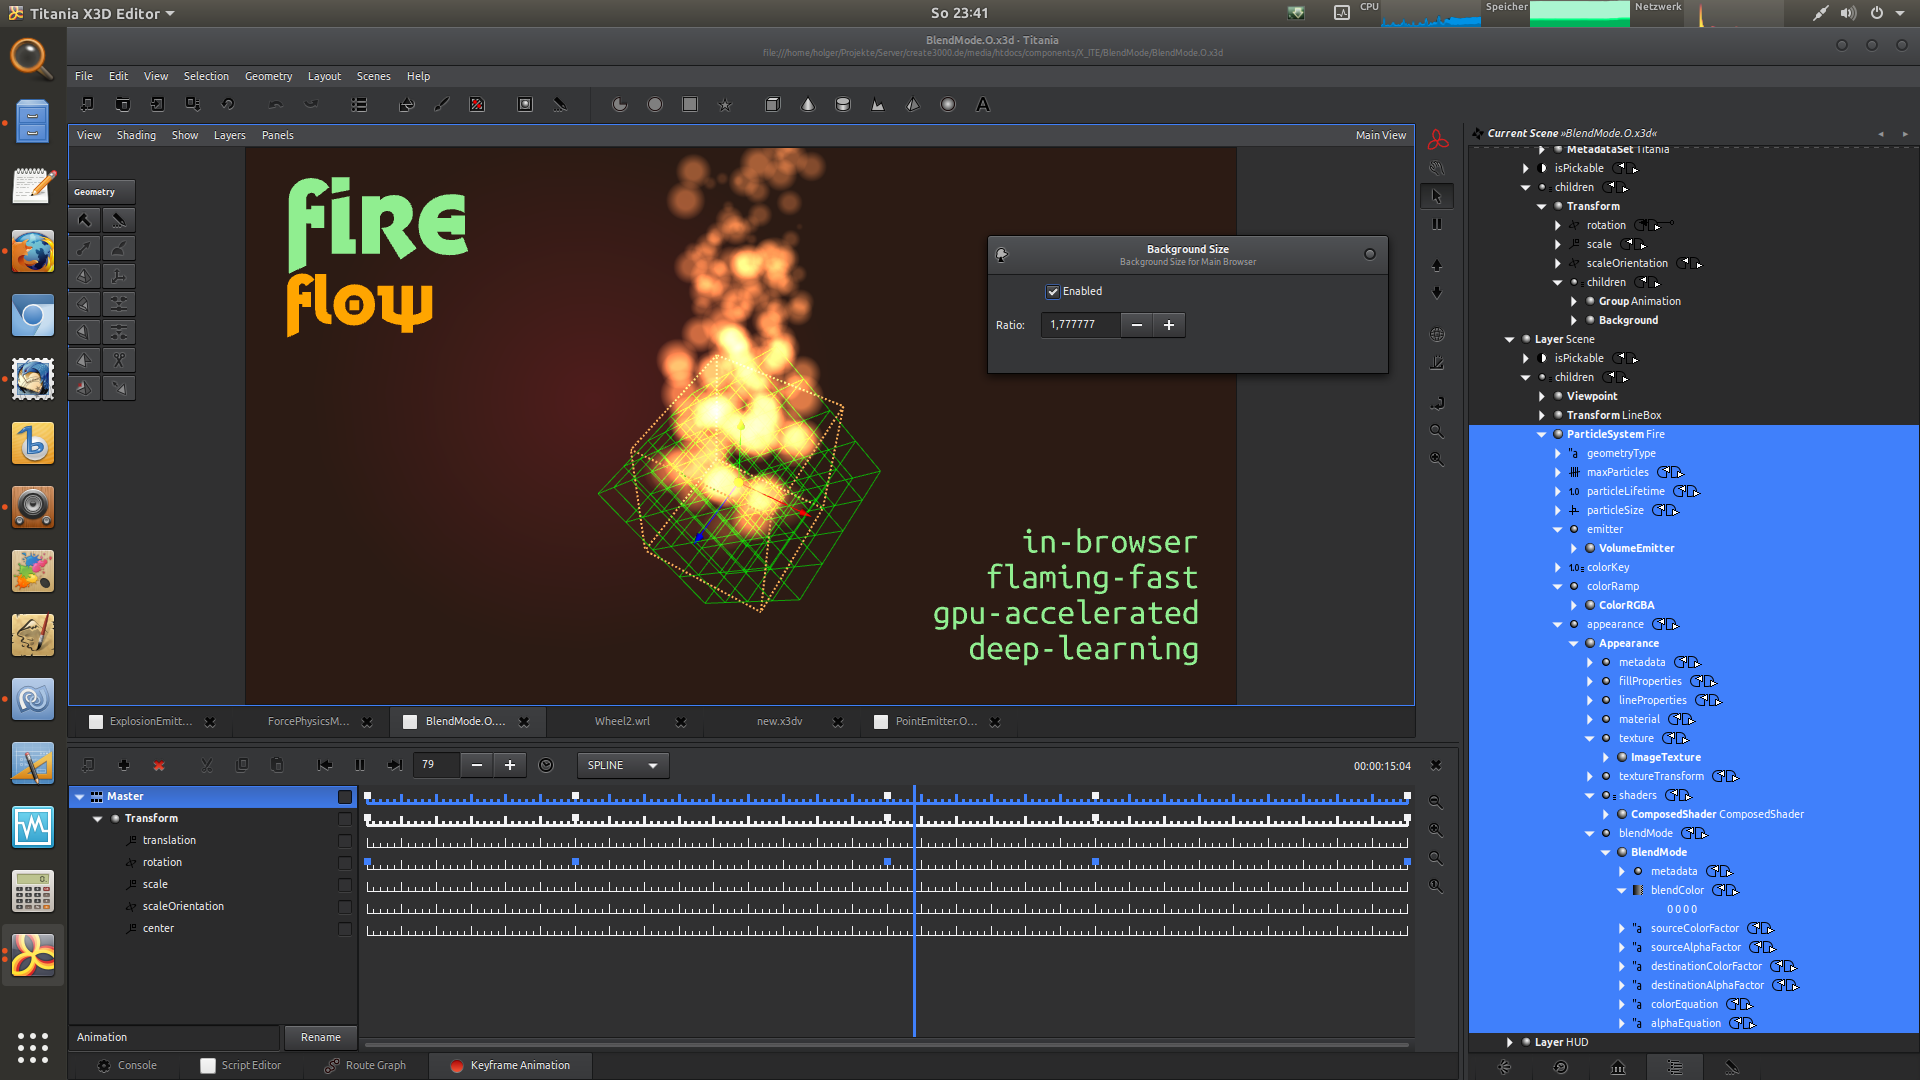 Titania X3D Editor
So 23:41
CPU
Speicher
Netzwerk
BlendMode.O.x3d - Titania
file:///home/holger/Projekte/Server/create3000.de/media/htdocs/components/X_ITE/BlendMode/BlendMode.O.x3d
File Edit View Selection Geometry Layout Scenes Help
View Shading Show Layers Panels
Main View
Geometry
fire
flow
in-browser
flaming-fast
gpu-accelerated
deep-learning
Background Size
Background Size for Main Browser
Enabled
Ratio: 1,777777
ExplosionEmitt...
ForcePhysicsM...
BlendMode.O....
Wheel2.wrl
new.x3dv
PointEmitter.O...
79
SPLINE
00:00:15:04
Master
Transform
translation
rotation
scale
scaleOrientation
center
Animation
Rename
Console
Script Editor
Route Graph
Keyframe Animation
Current Scene »BlendMode.O.x3d«
MetadataSet Titania
isPickable
children
Transform
rotation
scale
scaleOrientation
children
Group Animation
Background
Layer Scene
isPickable
children
Viewpoint
Transform LineBox
ParticleSystem Fire
"a geometryType
maxParticles
1.0 particleLifetime
particleSize
emitter
VolumeEmitter
1.0 colorKey
colorRamp
ColorRGBA
appearance
Appearance
metadata
fillProperties
lineProperties
material
texture
ImageTexture
textureTransform
shaders
ComposedShader ComposedShader
blendMode
BlendMode
metadata
blendColor
0 0 0 0
"a sourceColorFactor
"a sourceAlphaFactor
"a destinationColorFactor
"a destinationAlphaFactor
"a colorEquation
"a alphaEquation
Layer HUD